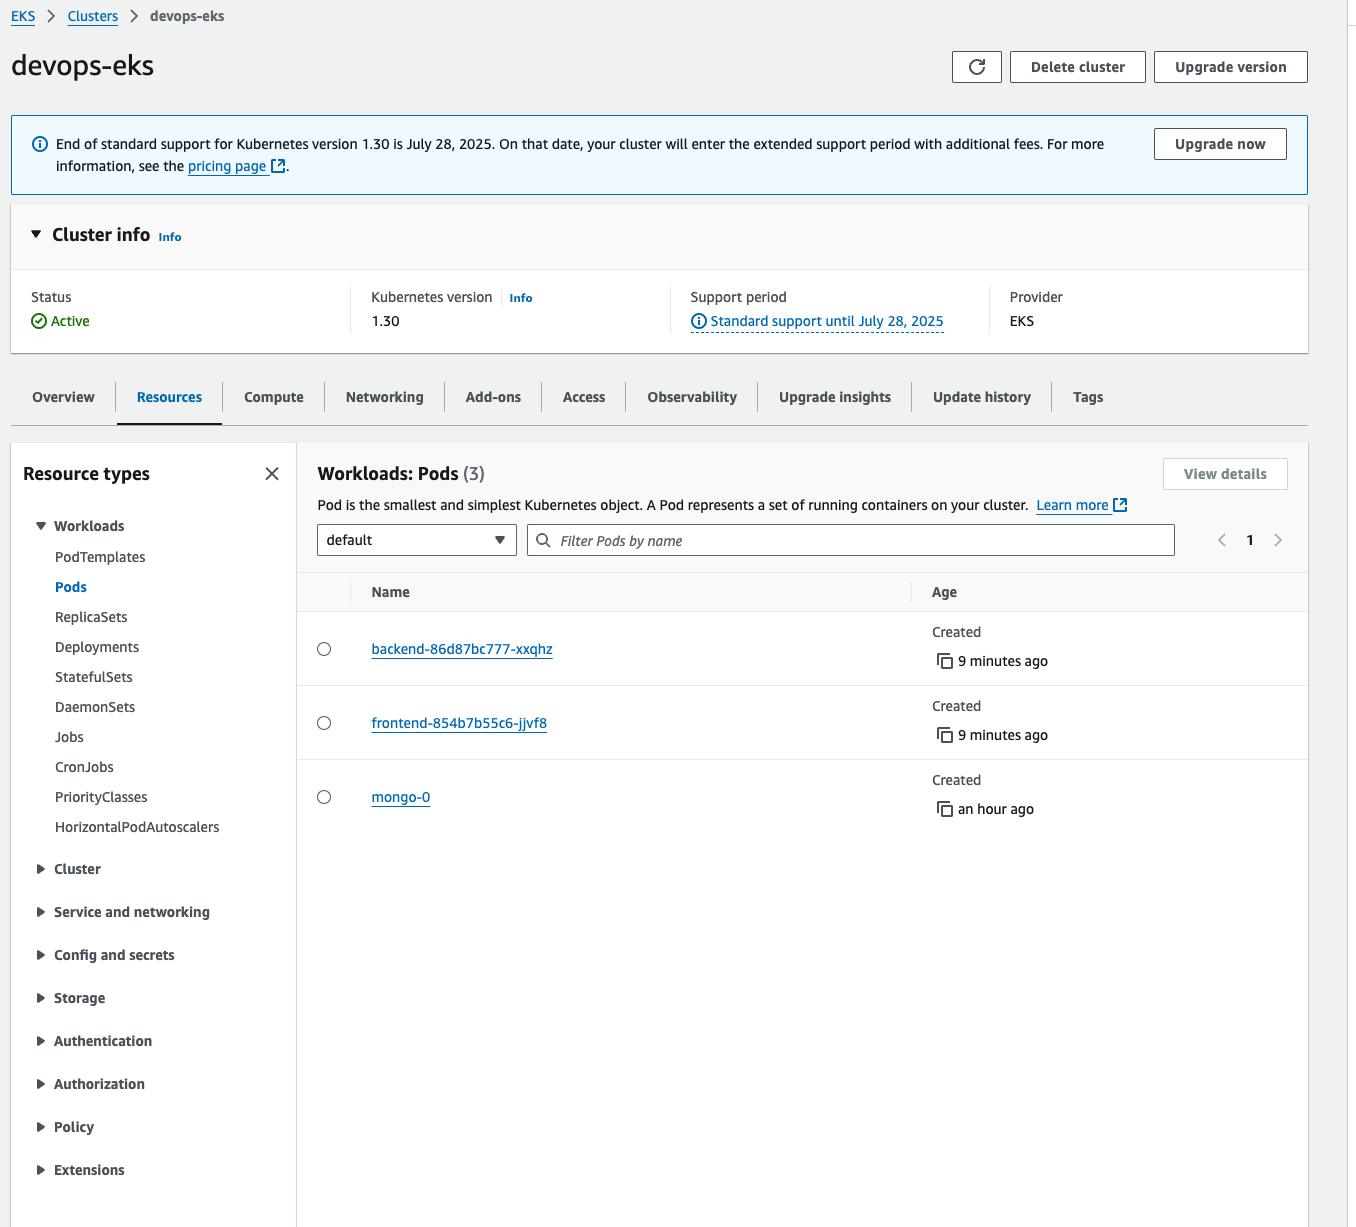 EKS > Clusters > devops-eks
devops-eks
Delete cluster
Upgrade version
End of standard support for Kubernetes version 1.30 is July 28, 2025. On that date, your cluster will enter the extended support period with additional fees. For more
information, see the pricing page.
Upgrade now
Cluster info Info
Status
Active
Kubernetes version Info
1.30
Support period
Standard support until July 28, 2025
Provider
EKS
Overview
Resources
Compute
Networking
Add-ons
Access
Observability
Upgrade insights
Update history
Tags
Resource types
Workloads
PodTemplates
Pods
ReplicaSets
Deployments
StatefulSets
DaemonSets
Jobs
CronJobs
PriorityClasses
HorizontalPodAutoscalers
Cluster
Service and networking
Config and secrets
Storage
Authentication
Authorization
Policy
Extensions
Workloads: Pods (3)
View details
Pod is the smallest and simplest Kubernetes object. A Pod represents a set of running containers on your cluster. Learn more
default
Filter Pods by name
1
Name
Age
backend-86d87bc777-xxqhz
Created
9 minutes ago
frontend-854b7b55c6-jjvf8
Created
9 minutes ago
mongo-0
Created
an hour ago